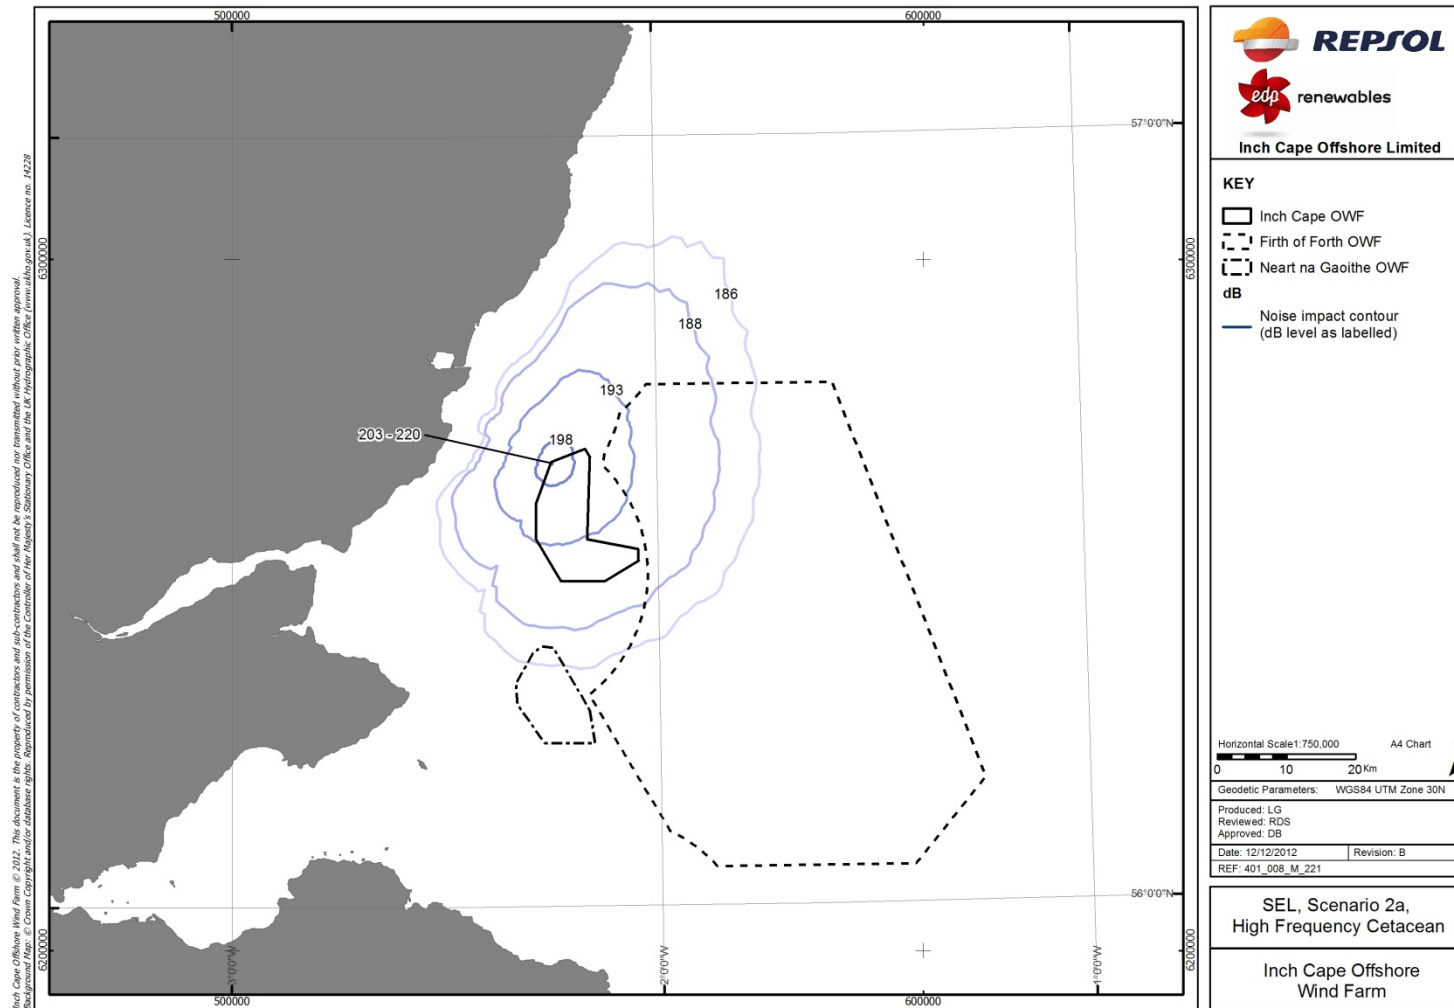 500000
600000
57°0'0"N
6300000
6300000
186
188
193
198
203 - 220
56°0'0"N
6200000
6200000
3°0'0"W
2°0'0"W
1°0'0"W
500000
600000
Inch Cape Offshore Wind Farm © 2012. This document is the property of contractors and sub-contractors and shall not be reproduced nor transmitted without prior written approval.
Background Map: © Crown Copyright and/or database rights. Reproduced by permission of the Controller of Her Majesty's Stationary Office and the UK Hydrographic Office (www.ukho.gov.uk). Licence no. 14228
REPSOL
edp renewables
Inch Cape Offshore Limited
KEY
Inch Cape OWF
Firth of Forth OWF
Neart na Gaoithe OWF
dB
Noise impact contour
(dB level as labelled)
Horizontal Scale1:750,000 A4 Chart
0 10 20 Km
Geodetic Parameters: WGS84 UTM Zone 30N
Produced: LG
Reviewed: RDS
Approved: DB
Date: 12/12/2012 Revision: B
REF: 401_008_M_221
SEL, Scenario 2a,
High Frequency Cetacean
Inch Cape Offshore
Wind Farm